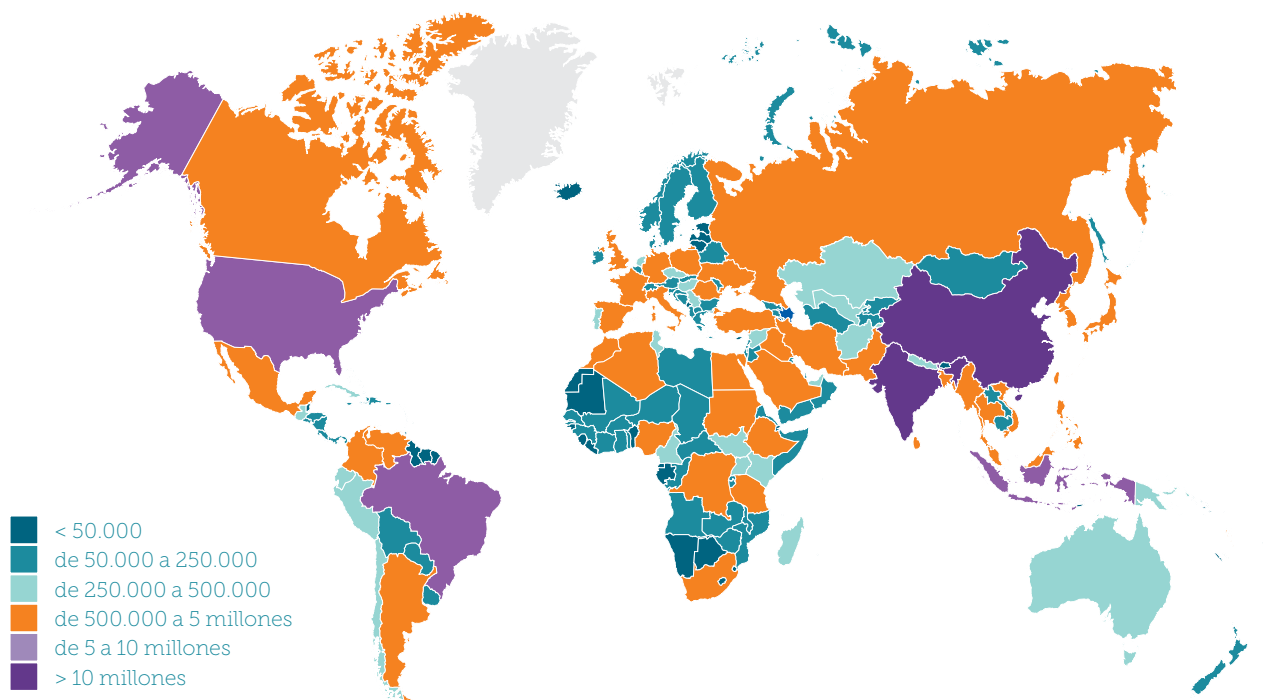 < 50.000
de 50.000 a 250.000
de 250.000 a 500.000
de 500.000 a 5 millones
de 5 a 10 millones
> 10 millones